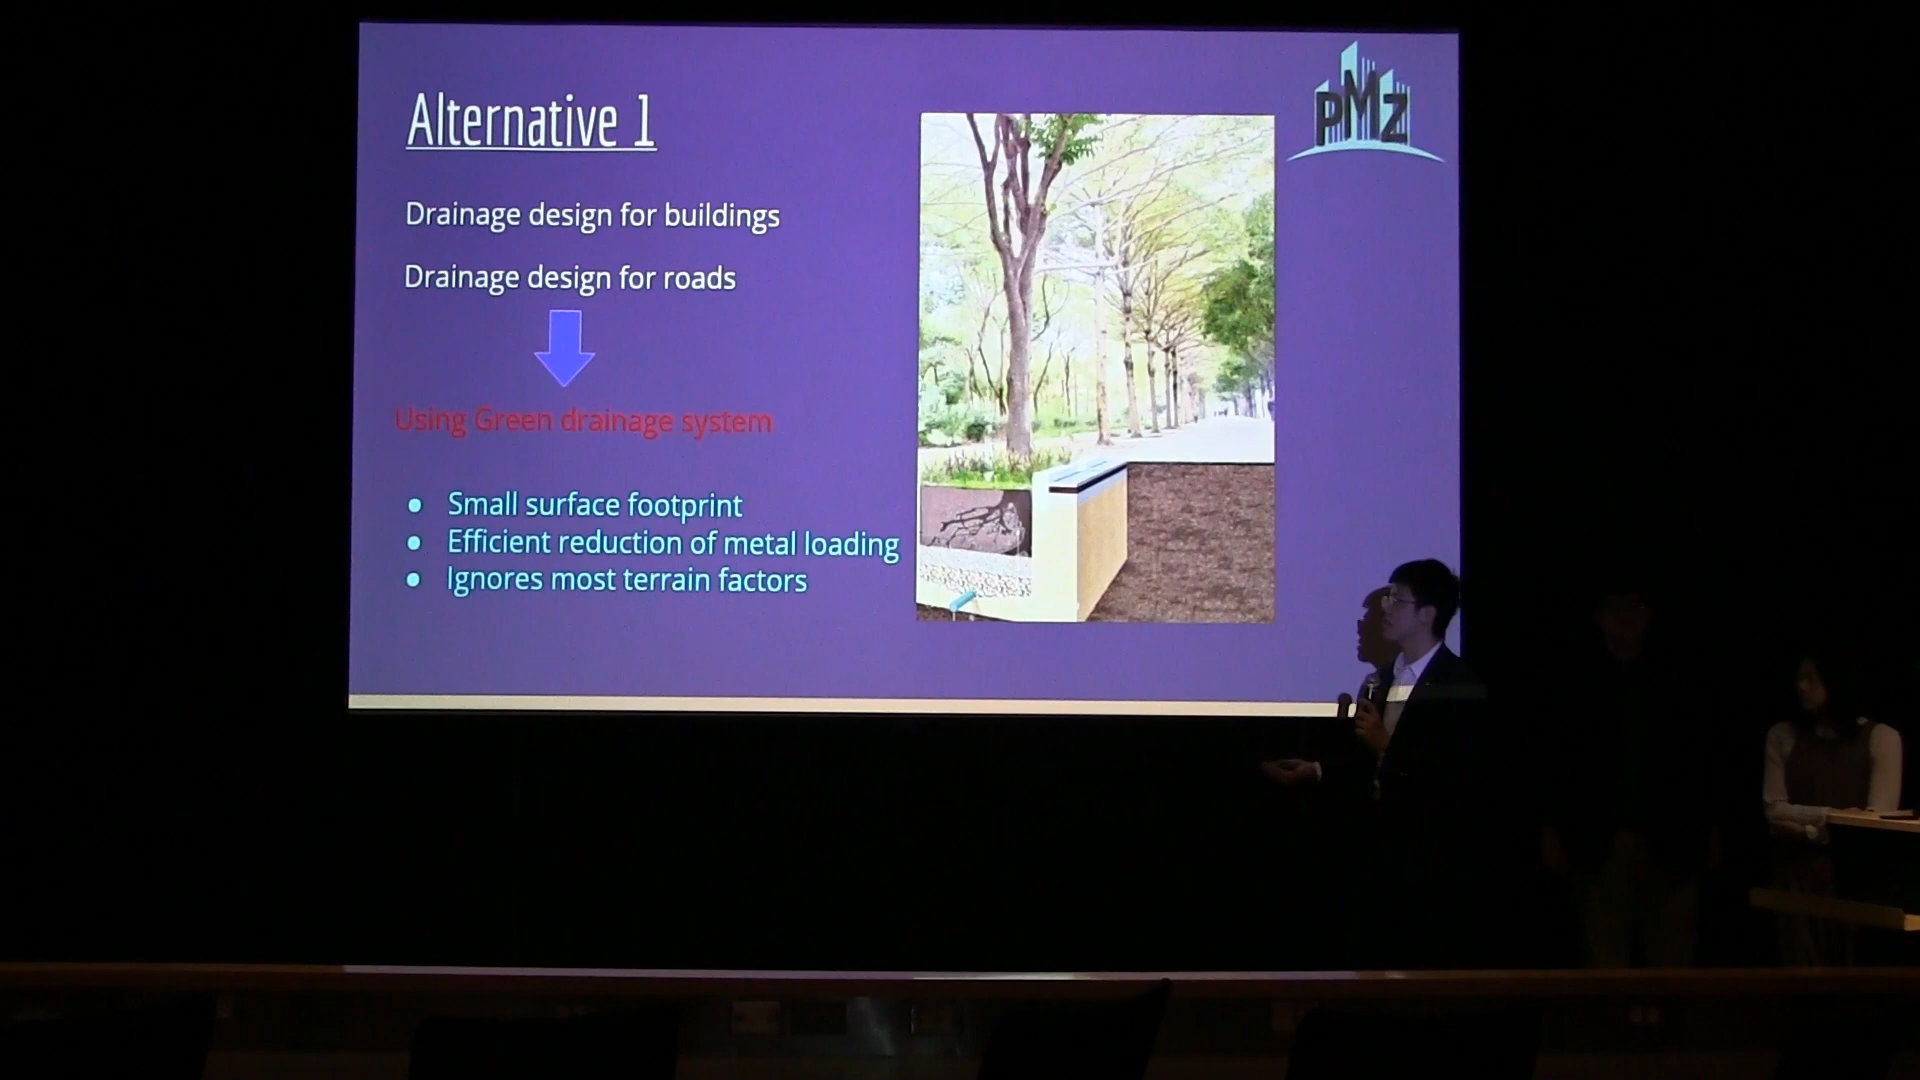 Alternative 1
PMZ
Drainage design for buildings
Drainage design for roads
Using Green drainage system
● Small surface footprint
● Efficient reduction of metal loading
● Ignores most terrain factors